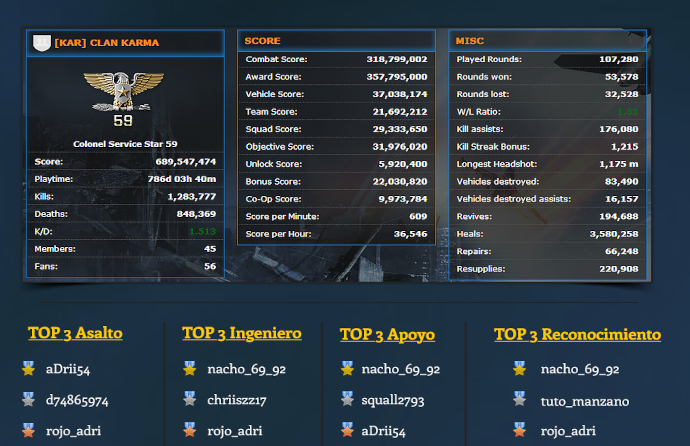 [KAR] CLAN KARMA
59
Colonel Service Star 59
Score: 689,547,474
Playtime: 786d 03h 40m
Kills: 1,283,777
Deaths: 848,369
K/D: 1.513
Members: 45
Fans: 56
SCORE
Combat Score: 318,799,002
Award Score: 357,795,000
Vehicle Score: 37,038,174
Team Score: 21,692,212
Squad Score: 29,333,650
Objective Score: 31,976,020
Unlock Score: 5,920,400
Bonus Score: 22,030,820
Co-Op Score: 9,973,784
Score per Minute: 609
Score per Hour: 36,546
MISC
Played Rounds: 107,280
Rounds won: 53,578
Rounds lost: 32,528
W/L Ratio:
Kill assists: 176,080
Kill Streak Bonus: 1,215
Longest Headshot: 1,175 m
Vehicles destroyed: 83,490
Vehicles destroyed assists: 16,157
Revives: 194,688
Heals: 3,580,258
Repairs: 66,248
Resupplies: 220,908
TOP 3 Asalto
aDrii54
d74865974
rojo_adri
TOP 3 Ingeniero
nacho_69_92
chriiszz17
rojo_adri
TOP 3 Apoyo
nacho_69_92
squall2793
aDrii54
TOP 3 Reconocimiento
nacho_69_92
tuto_manzano
rojo_adri